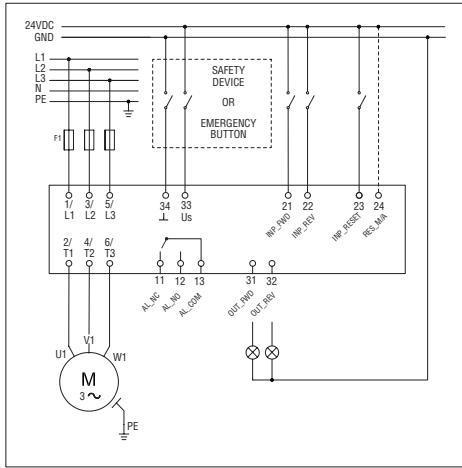 24VDC
GND
L1
L2
L3
N
PE
SAFETY
DEVICE
OR
EMERGENCY
BUTTON
F1
1/ 3/ 5/ 34 33 21 22 23 24
L1 L2 L3 ⊥ Us INP_FWD INP_REV INP_RESET RES_M/A
2/ 4/ 6/
T1 T2 T3
11 12 13 31 32
AL_NC AL_NO AL_COM OUT_FWD OUT_REV
V1
U1 W1
M
3 ~
PE